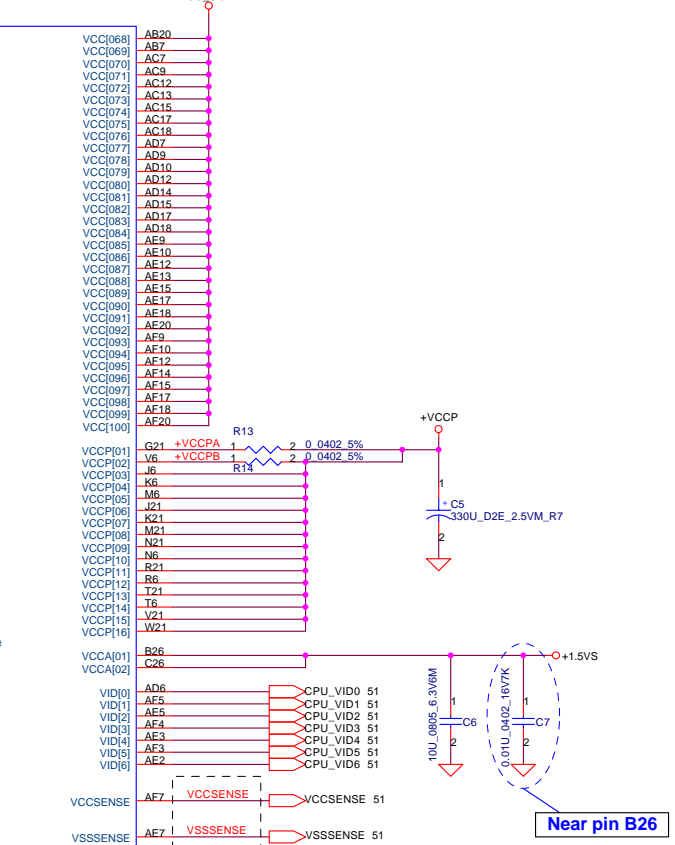 VCC[068] AB20
VCC[069] AB7
VCC[070] AC7
VCC[071] AC9
VCC[072] AC12
VCC[073] AC13
VCC[074] AC15
VCC[075] AC17
VCC[076] AC18
VCC[077] AD7
VCC[078] AD9
VCC[079] AD10
VCC[080] AD12
VCC[081] AD14
VCC[082] AD15
VCC[083] AD17
VCC[084] AD18
VCC[085] AE9
VCC[086] AE10
VCC[087] AE12
VCC[088] AE13
VCC[089] AE15
VCC[090] AE17
VCC[091] AE18
VCC[092] AE20
VCC[093] AF9
VCC[094] AF10
VCC[095] AF12
VCC[096] AF14
VCC[097] AF15
VCC[098] AF17
VCC[099] AF18
VCC[100] AF20
+VCCP
R13
VCCP[01] G21 +VCCPA 1 2 0_0402_5%
VCCP[02] V6 +VCCPB 1 2 0_0402_5%
R14
VCCP[03] J6
VCCP[04] K6
VCCP[05] M6
VCCP[06] J21
VCCP[07] K21
VCCP[08] M21
VCCP[09] N21
VCCP[10] N6
VCCP[11] R21
VCCP[12] R6
VCCP[13] T21
VCCP[14] T6
VCCP[15] V21
VCCP[16] W21
1
+ C5
330U_D2E_2.5VM_R7
2
VCCA[01] B26
VCCA[02] C26
+1.5VS
VID[0] AD6 CPU_VID0 51
VID[1] AF5 CPU_VID1 51
VID[2] AE5 CPU_VID2 51
VID[3] AF4 CPU_VID3 51
VID[4] AE3 CPU_VID4 51
VID[5] AF3 CPU_VID5 51
VID[6] AE2 CPU_VID6 51
10U_0805_6.3V6M
1
C6
2
0.01U_0402_16V7K
1
C7
2
VCCSENSE AF7 VCCSENSE VCCSENSE 51
Near pin B26
VSSSENSE AE7 VSSSENSE VSSSENSE 51